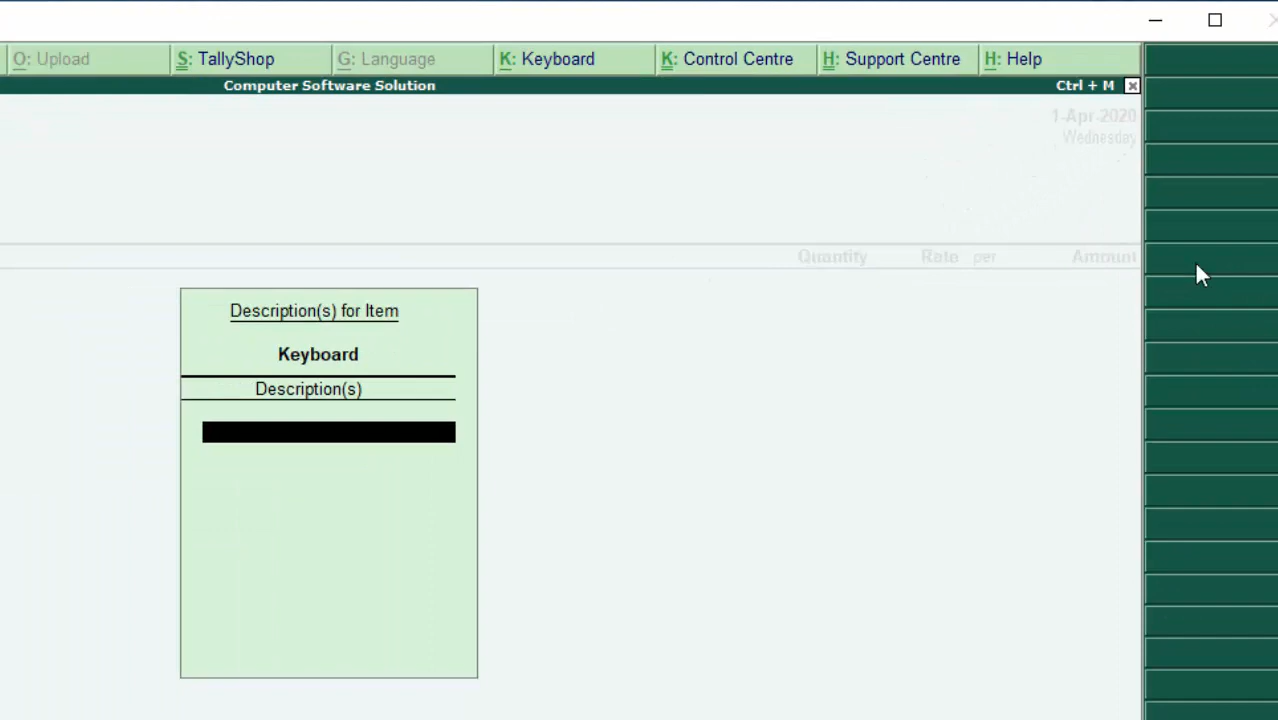 O: Upload S: TallyShop G: Language K: Keyboard K: Control Centre H: Support Centre H: Help
Computer Software Solution Ctrl + M
1-Apr-2020
Wednesday
Quantity Rate per Amount
Description(s) for Item
Keyboard
Description(s)